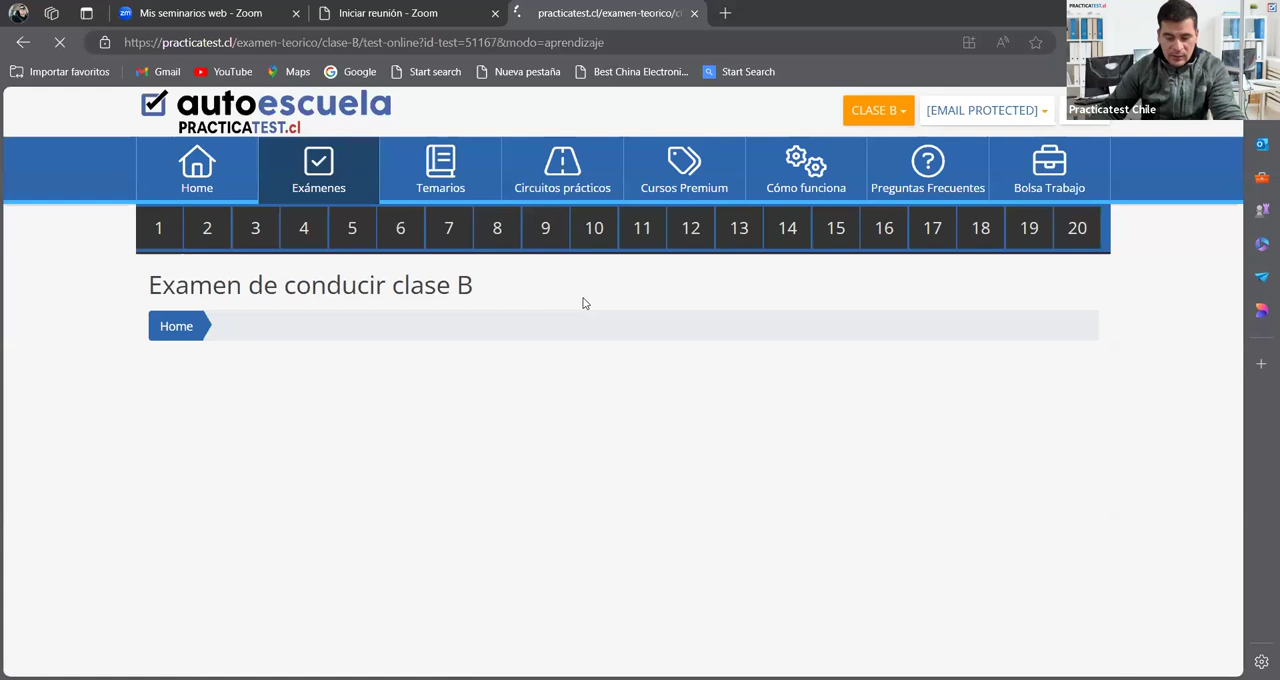 Mis seminarios web - Zoom
Iniciar reunión - Zoom
practicatest.cl/examen-teorico/c
https://practicatest.cl/examen-teorico/clase-B/test-online?id-test=51167&modo=aprendizaje
Importar favoritos
Gmail
YouTube
Maps
Google
Start search
Nueva pestaña
Best China Electroni...
Start Search
PRACTICATEST.cl
Practicatest Chile
autoescuela
PRACTICATEST.cl
CLASE B
[EMAIL PROTECTED]
Home
Exámenes
Temarios
Circuitos prácticos
Cursos Premium
Cómo funciona
Preguntas Frecuentes
Bolsa Trabajo
1 2 3 4 5 6 7 8 9 10 11 12 13 14 15 16 17 18 19 20
Examen de conducir clase B
Home